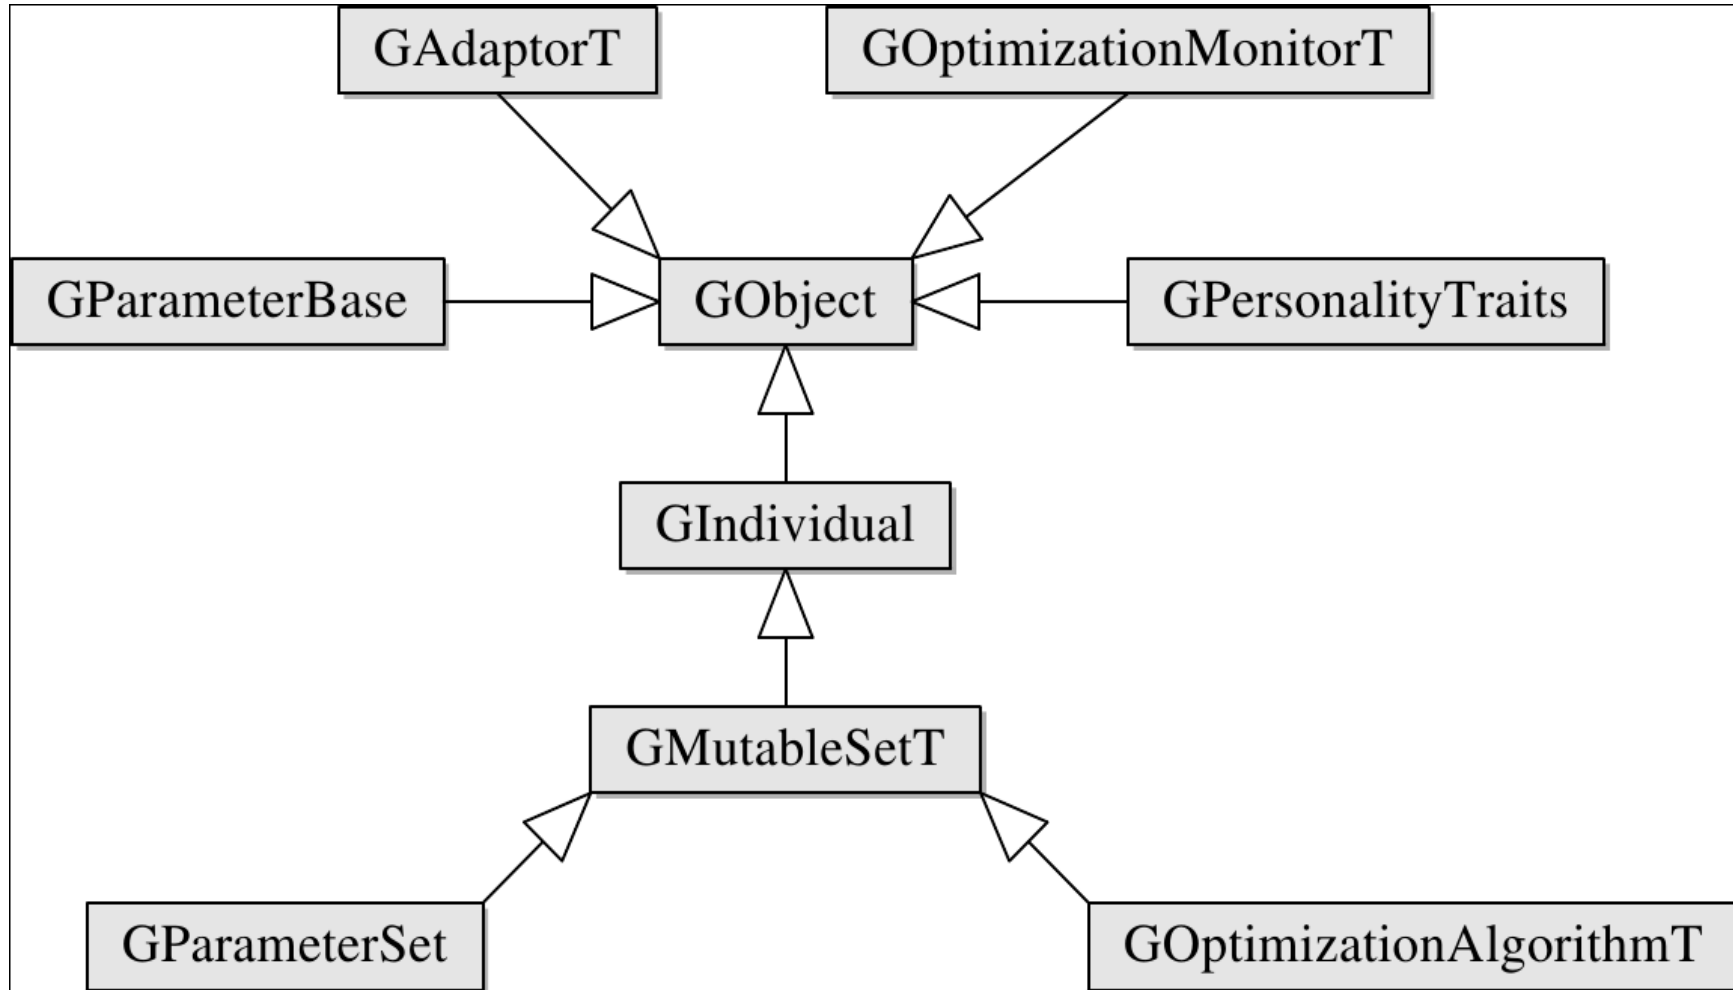 GAdaptorT
GOptimizationMonitorT
GParameterBase
GObject
GPersonalityTraits
GIndividual
GMutableSetT
GParameterSet
GOptimizationAlgorithmT